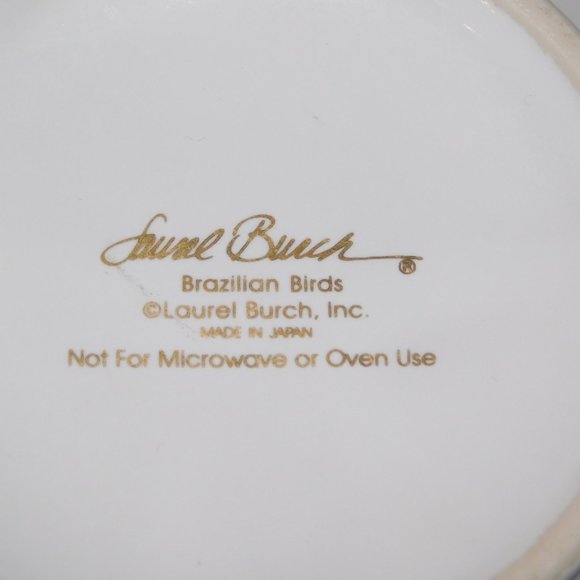 Laurel Burch®
Brazilian Birds
©Laurel Burch, Inc.
MADE IN JAPAN
Not For Microwave or Oven Use